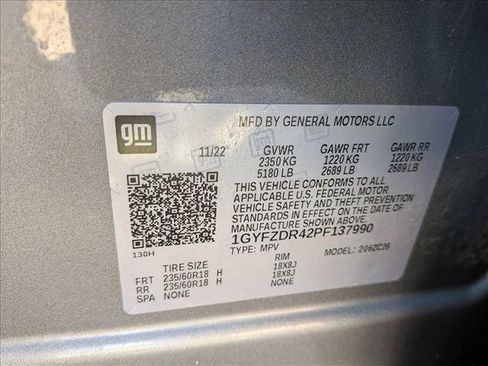 gm
MFD BY GENERAL MOTORS LLC
11/22 GVWR GAWR FRT GAWR RR
2350 KG 1220 KG 1220 KG
5180 LB 2689 LB 2689 LB
THIS VEHICLE CONFORMS TO ALL
APPLICABLE U.S. FEDERAL MOTOR
VEHICLE SAFETY AND THEFT PREVENTION
STANDARDS IN EFFECT ON THE DATE OF
MANUFACTURE SHOWN ABOVE.
1GYFZDR42PF137990
130H
TYPE: MPV MODEL: 206ZC26
TIRE SIZE RIM
FRT 235/60R18 H 18X8J
RR 235/60R18 H 18X8J
SPA NONE NONE